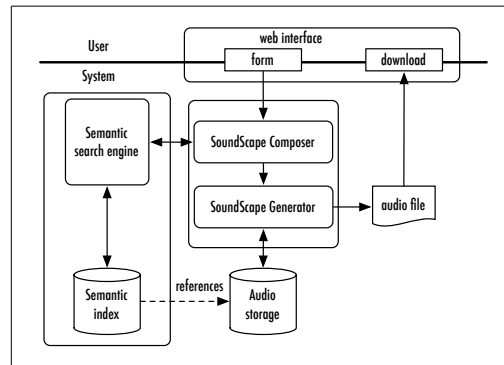 User
web interface
form
download
System
Semantic
search engine
SoundScape Composer
SoundScape Generator
audio file
references
Semantic
index
Audio
storage